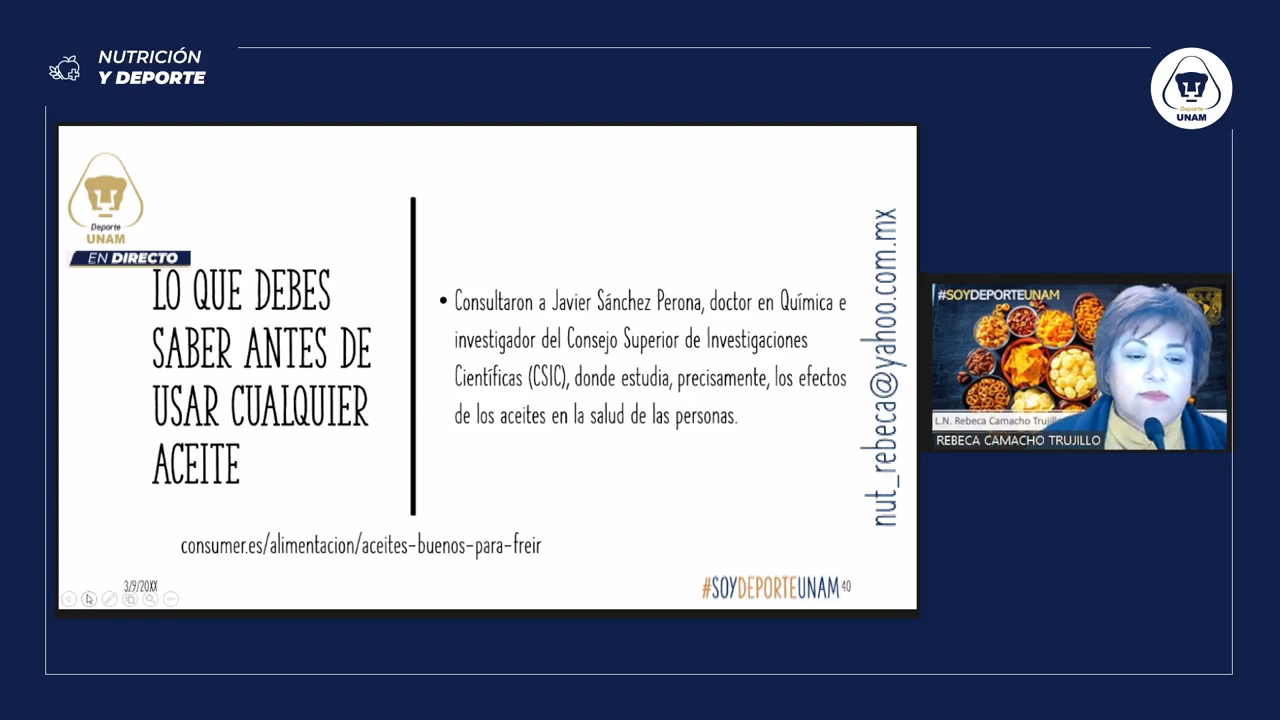 NUTRICIÓN
Y DEPORTE
Deporte
UNAM
Deporte
UNAM
EN DIRECTO
LO QUE DEBES
SABER ANTES DE
USAR CUALQUIER
ACEITE
• Consultaron a Javier Sánchez Perona, doctor en Química e
investigador del Consejo Superior de Investigaciones
Científicas (CSIC), donde estudia, precisamente, los efectos
de los aceites en la salud de las personas.
nut_rebeca@yahoo.com.mx
consumer.es/alimentacion/aceites-buenos-para-freir
3/9/20XX
#SOYDEPORTEUNAM
40
#SOYDEPORTEUNAM
L.N. Rebeca Camacho Trujillo
REBECA CAMACHO TRUJILLO